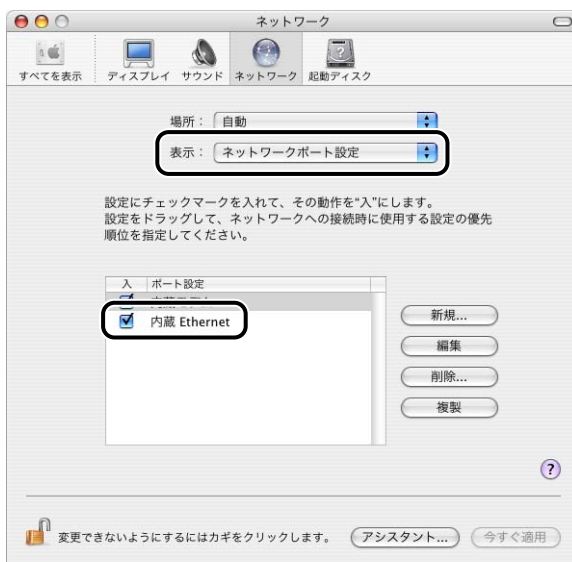 ネットワーク
すべてを表示 ディスプレイ サウンド ネットワーク 起動ディスク
場所： 自動
表示： ネットワークポート設定
設定にチェックマークを入れて、その動作を“入”にします。
設定をドラッグして、ネットワークへの接続時に使用する設定の優先
順位を指定してください。
入 ポート設定
内蔵 Ethernet
新規...
編集
削除...
複製
?
変更できないようにするにはカギをクリックします。 アシスタント... 今すぐ適用